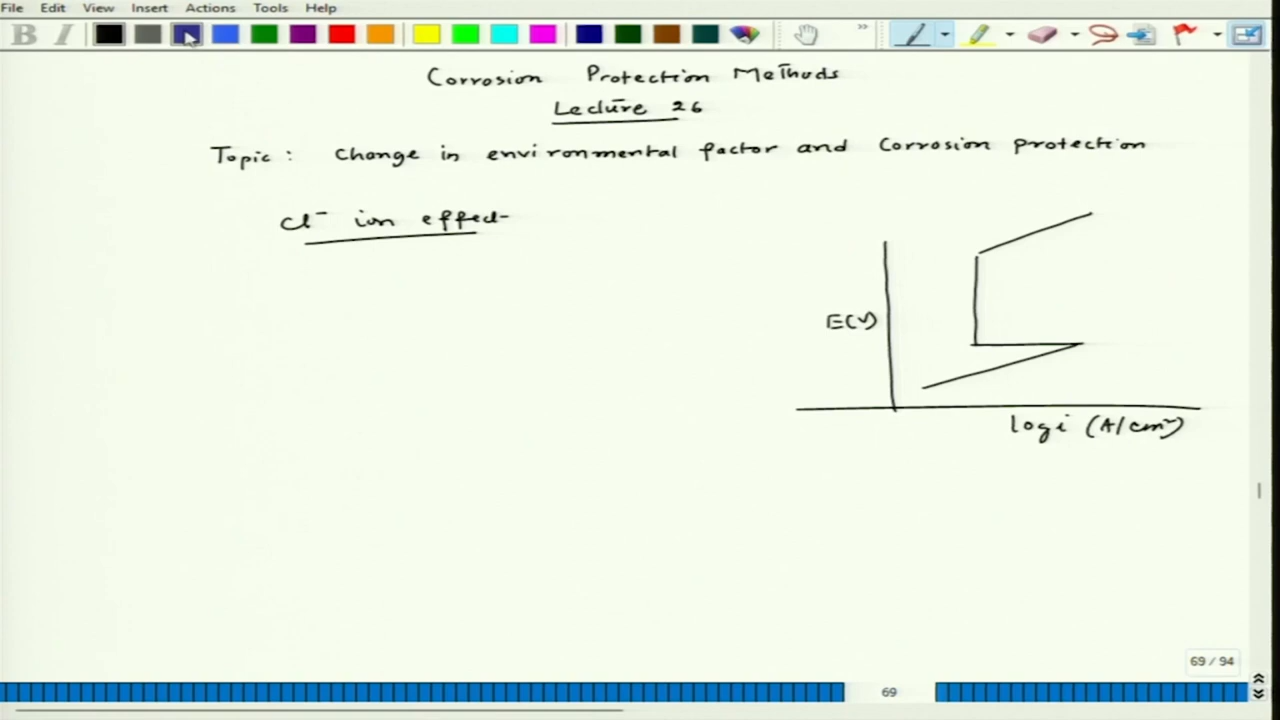 File Edit View Insert Actions Tools Help
B I
Corrosion Protection Methods
Lecture 26
Topic : Change in environmental factor and Corrosion protection
Cl⁻ ion effect
E(V)
log i (A/cm²)
69 / 94
69